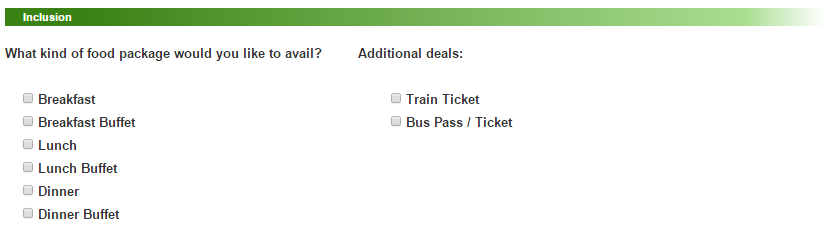 Inclusion
What kind of food package would you like to avail?
Breakfast
Breakfast Buffet
Lunch
Lunch Buffet
Dinner
Dinner Buffet
Additional deals:
Train Ticket
Bus Pass / Ticket